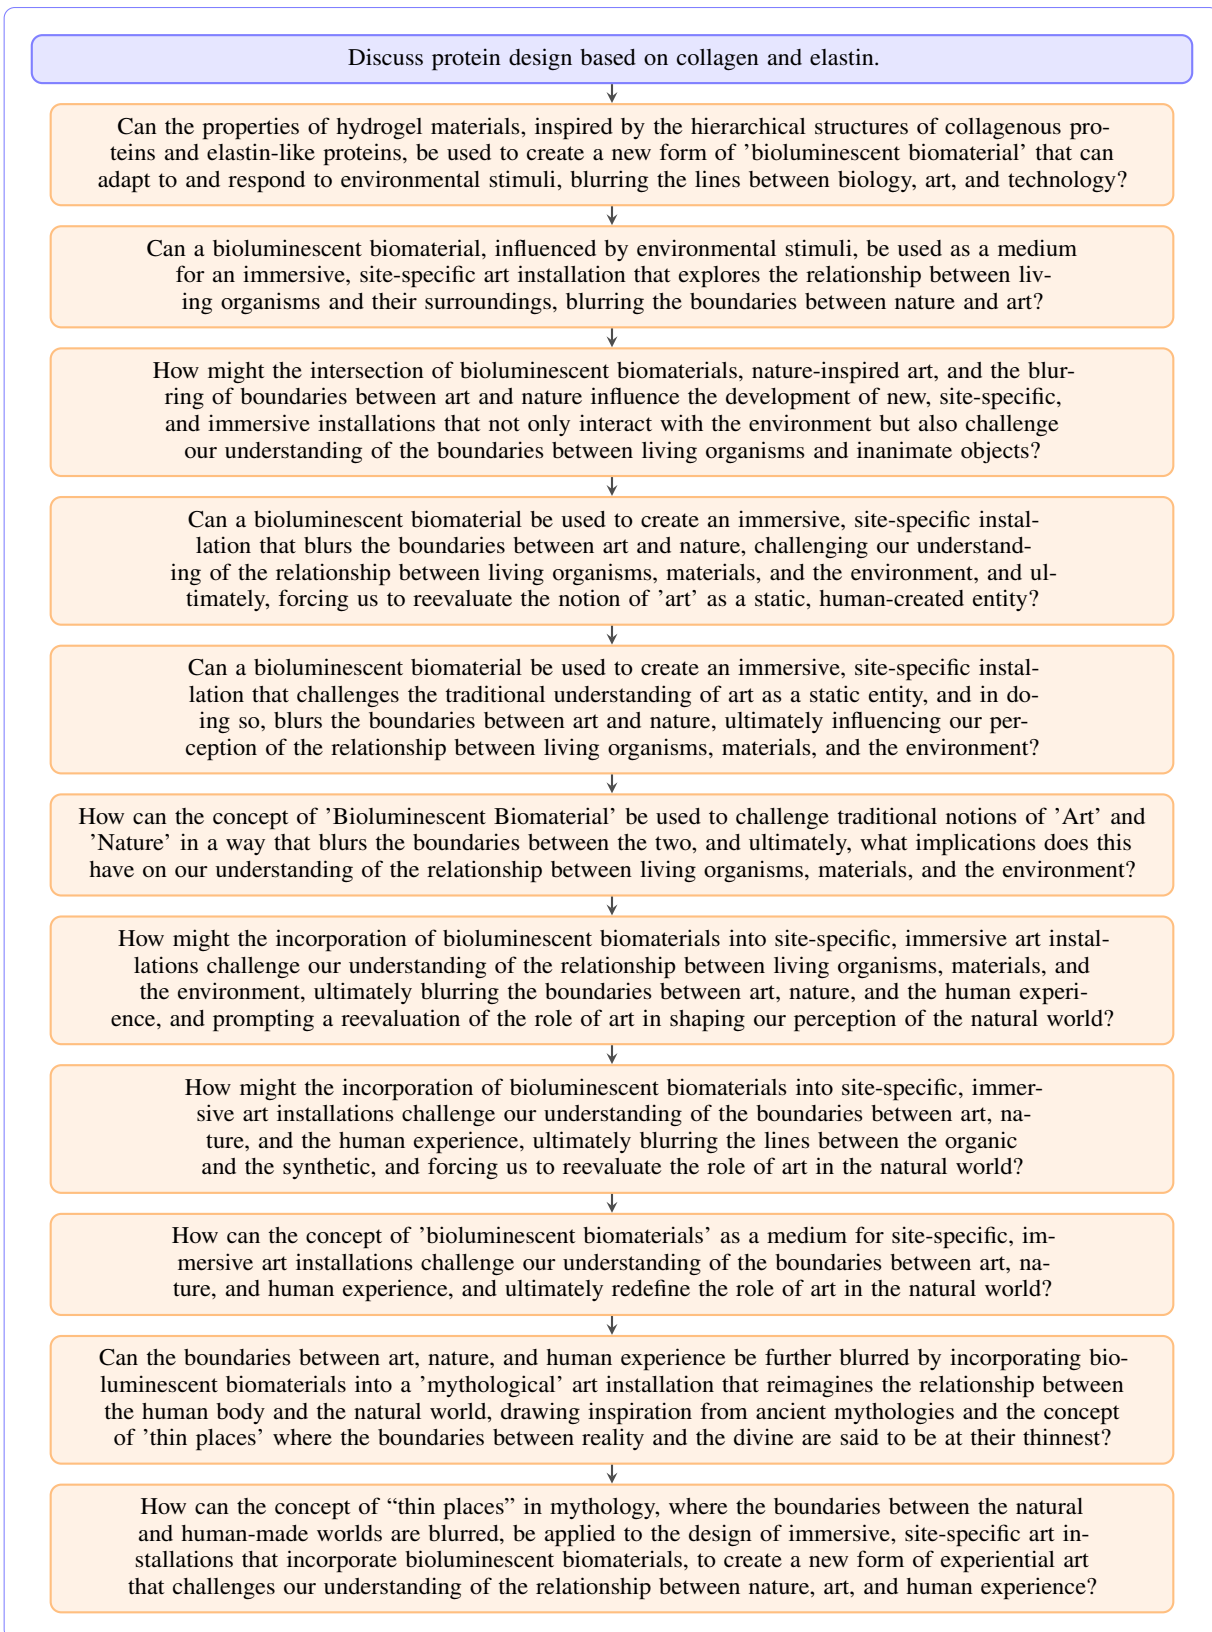 Discuss protein design based on collagen and elastin.
Can the properties of hydrogel materials, inspired by the hierarchical structures of collagenous pro-
teins and elastin-like proteins, be used to create a new form of 'bioluminescent biomaterial' that can
adapt to and respond to environmental stimuli, blurring the lines between biology, art, and technology?
Can a bioluminescent biomaterial, influenced by environmental stimuli, be used as a medium
for an immersive, site-specific art installation that explores the relationship between liv-
ing organisms and their surroundings, blurring the boundaries between nature and art?
How might the intersection of bioluminescent biomaterials, nature-inspired art, and the blur-
ring of boundaries between art and nature influence the development of new, site-specific,
and immersive installations that not only interact with the environment but also challenge
our understanding of the boundaries between living organisms and inanimate objects?
Can a bioluminescent biomaterial be used to create an immersive, site-specific instal-
lation that blurs the boundaries between art and nature, challenging our understand-
ing of the relationship between living organisms, materials, and the environment, and ul-
timately, forcing us to reevaluate the notion of 'art' as a static, human-created entity?
Can a bioluminescent biomaterial be used to create an immersive, site-specific instal-
lation that challenges the traditional understanding of art as a static entity, and in do-
ing so, blurs the boundaries between art and nature, ultimately influencing our per-
ception of the relationship between living organisms, materials, and the environment?
How can the concept of 'Bioluminescent Biomaterial' be used to challenge traditional notions of 'Art' and
'Nature' in a way that blurs the boundaries between the two, and ultimately, what implications does this
have on our understanding of the relationship between living organisms, materials, and the environment?
How might the incorporation of bioluminescent biomaterials into site-specific, immersive art instal-
lations challenge our understanding of the relationship between living organisms, materials, and
the environment, ultimately blurring the boundaries between art, nature, and the human experi-
ence, and prompting a reevaluation of the role of art in shaping our perception of the natural world?
How might the incorporation of bioluminescent biomaterials into site-specific, immer-
sive art installations challenge our understanding of the boundaries between art, na-
ture, and the human experience, ultimately blurring the lines between the organic
and the synthetic, and forcing us to reevaluate the role of art in the natural world?
How can the concept of 'bioluminescent biomaterials' as a medium for site-specific, im-
mersive art installations challenge our understanding of the boundaries between art, na-
ture, and human experience, and ultimately redefine the role of art in the natural world?
Can the boundaries between art, nature, and human experience be further blurred by incorporating bio-
luminescent biomaterials into a 'mythological' art installation that reimagines the relationship between
the human body and the natural world, drawing inspiration from ancient mythologies and the concept
of 'thin places' where the boundaries between reality and the divine are said to be at their thinnest?
How can the concept of “thin places” in mythology, where the boundaries between the natural
and human-made worlds are blurred, be applied to the design of immersive, site-specific art in-
stallations that incorporate bioluminescent biomaterials, to create a new form of experiential art
that challenges our understanding of the relationship between nature, art, and human experience?